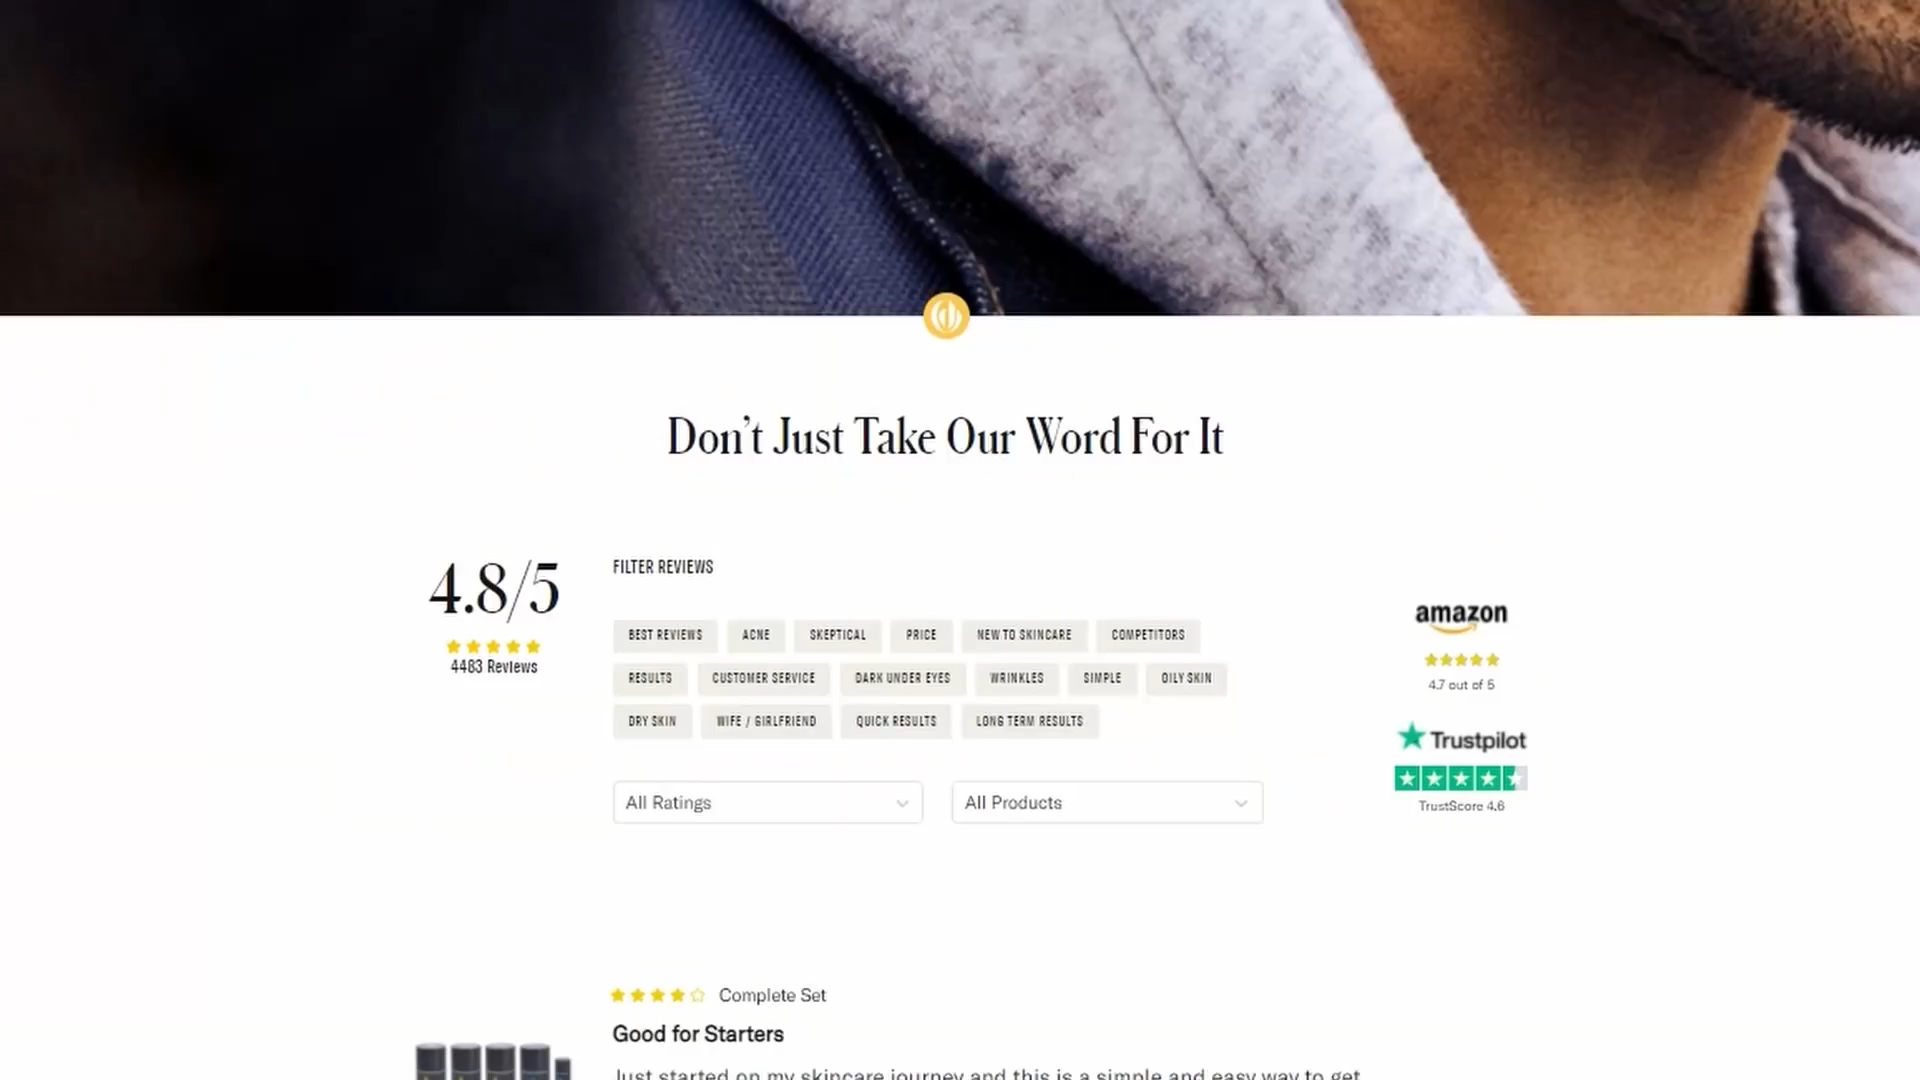 Don't Just Take Our Word For It
4.8/5
4483 Reviews
FILTER REVIEWS
BEST REVIEWS ACNE SKEPTICAL PRICE NEW TO SKINCARE COMPETITORS
RESULTS CUSTOMER SERVICE DARK UNDER EYES WRINKLES SIMPLE OILY SKIN
DRY SKIN WIFE / GIRLFRIEND QUICK RESULTS LONG TERM RESULTS
All Ratings All Products
amazon
4.7 out of 5
Trustpilot
TrustScore 4.6
Complete Set
Good for Starters
Just started on my skincare journey and this is a simple and easy way to get